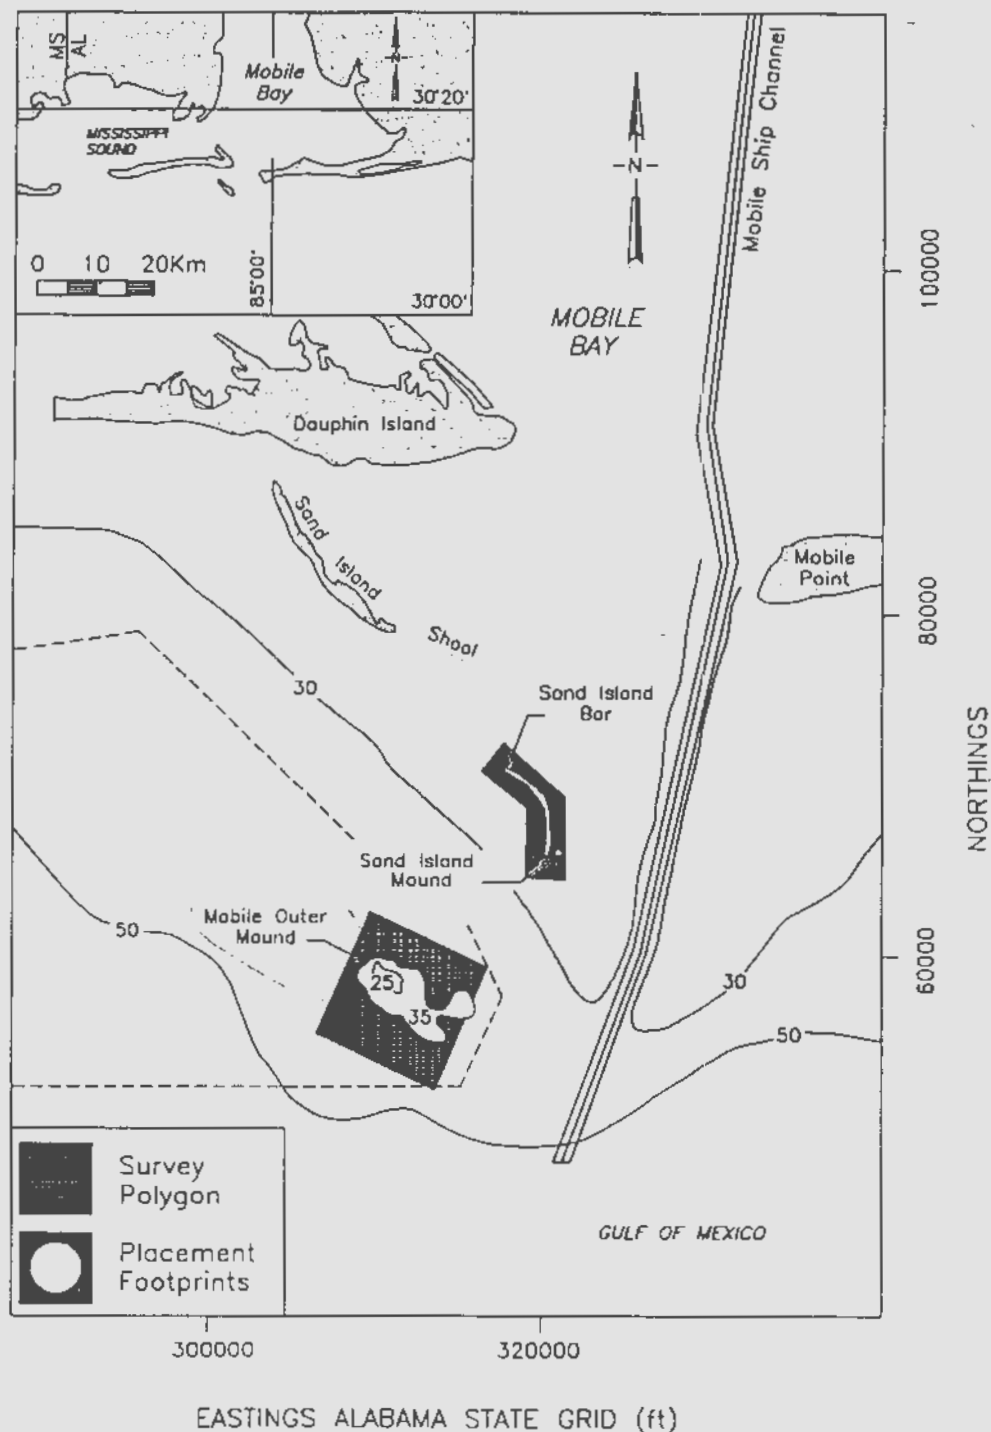 MS
AL
Mobile
Bay
N
30°20'
MISSISSIPPI
SOUND
0 10 20Km
85°00'
30°00'
Mobile Ship Channel
N
MOBILE
BAY
100000
Dauphin Island
Sand
Island
Shoal
Mobile
Point
80000
30
Sand Island
Bar
NORTHINGS
Sand Island
Mound
50
Mobile Outer
Mound
25
35
60000
30
50
Survey
Polygon
Placement
Footprints
GULF OF MEXICO
300000
320000
EASTINGS ALABAMA STATE GRID (ft)